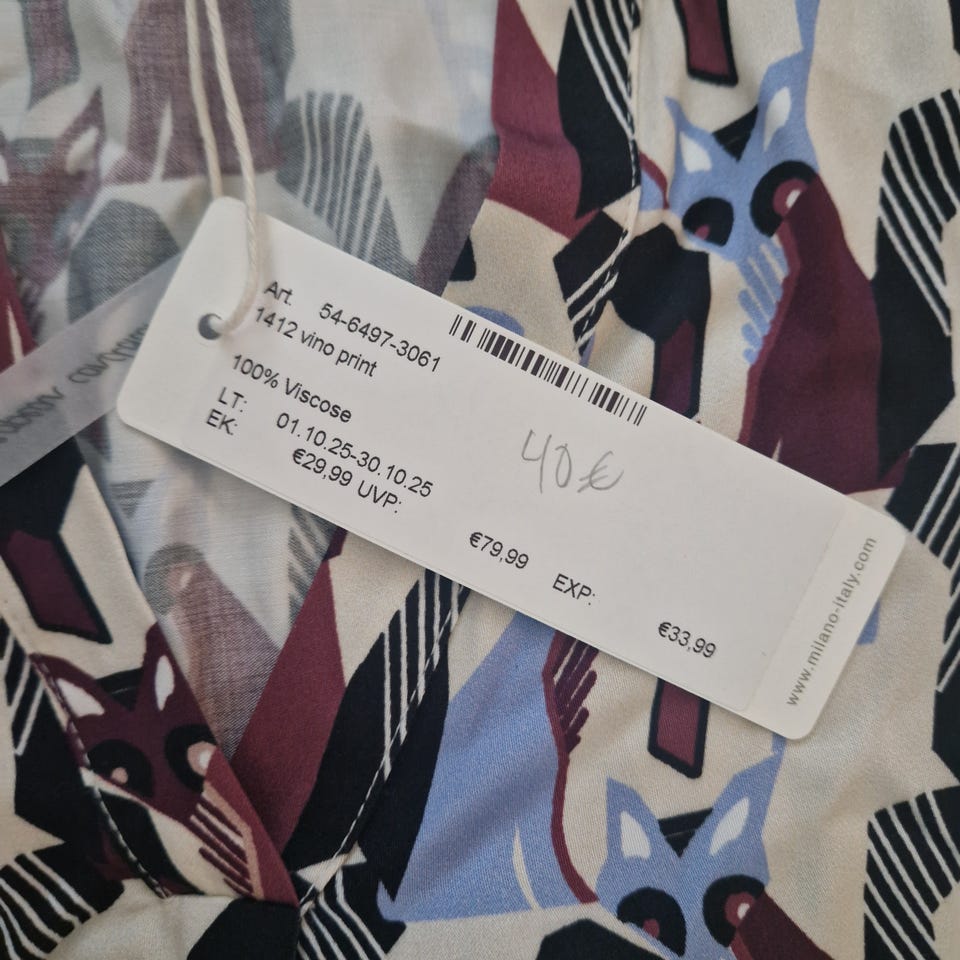 Art. 54-6497-3061
1412 vino print
100% Viscose
LT: 01.10.25-30.10.25
EK: €29,99 UVP: €79,99 EXP: €33,99
40€
www.milano-italy.com